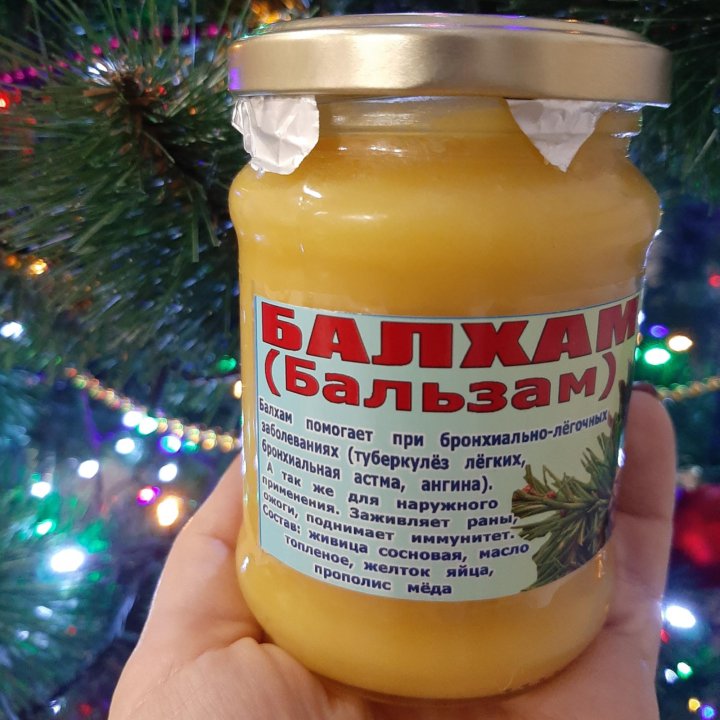 БАЛХАМ
(Бальзам)
Балхам помогает при бронхиально-лёгочных
заболеваниях (туберкулёз лёгких,
бронхиальная астма, ангина).
А так же для наружного
применения. Заживляет раны,
ожоги, поднимает иммунитет.
Состав: живица сосновая, масло
топленое, желток яйца,
прополис мёда